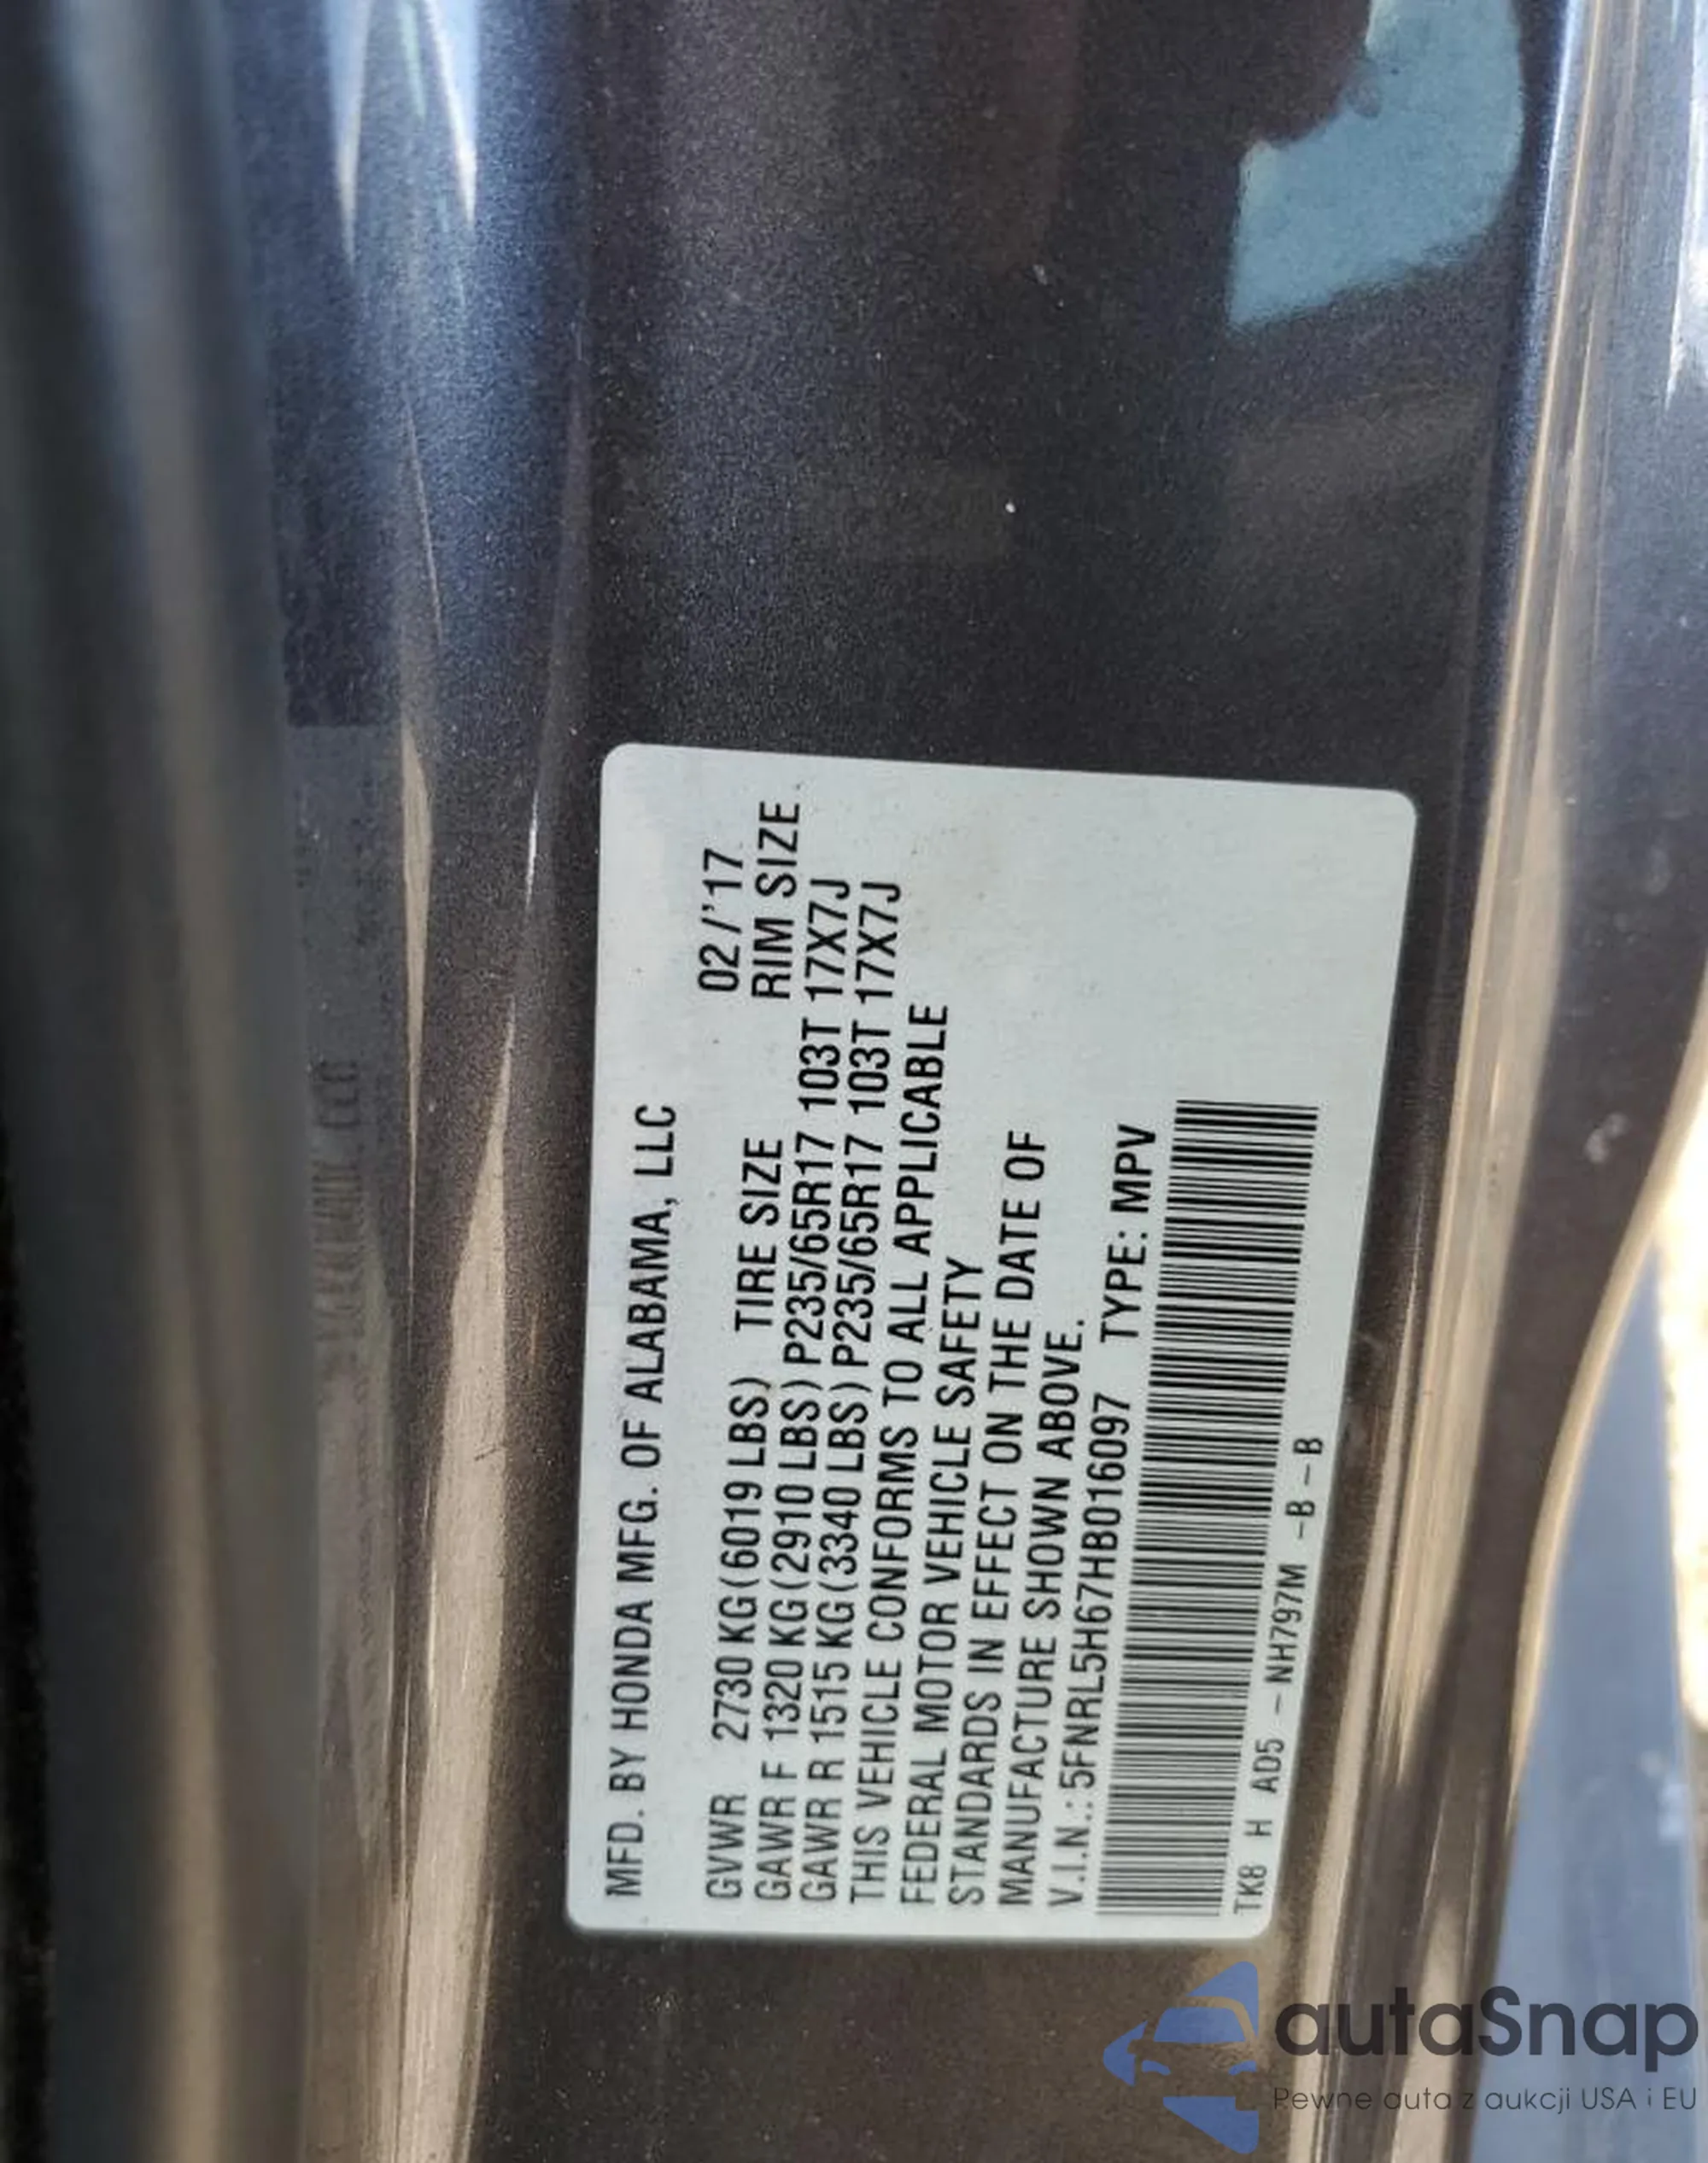 MFD. BY HONDA MFG. OF ALABAMA, LLC
02/'17
GVWR 2730 KG(6019 LBS) TIRE SIZE RIM SIZE
GAWR F 1320 KG(2910 LBS) P235/65R17 103T 17X7J
GAWR R 1515 KG(3340 LBS) P235/65R17 103T 17X7J
THIS VEHICLE CONFORMS TO ALL APPLICABLE
FEDERAL MOTOR VEHICLE SAFETY
STANDARDS IN EFFECT ON THE DATE OF
MANUFACTURE SHOWN ABOVE.
V.I.N.: 5FNRL5H67HB016097 TYPE: MPV
TK8 H AD5 -NH797M -B-B
autaSnap
Pewne auta z aukcji USA i EU